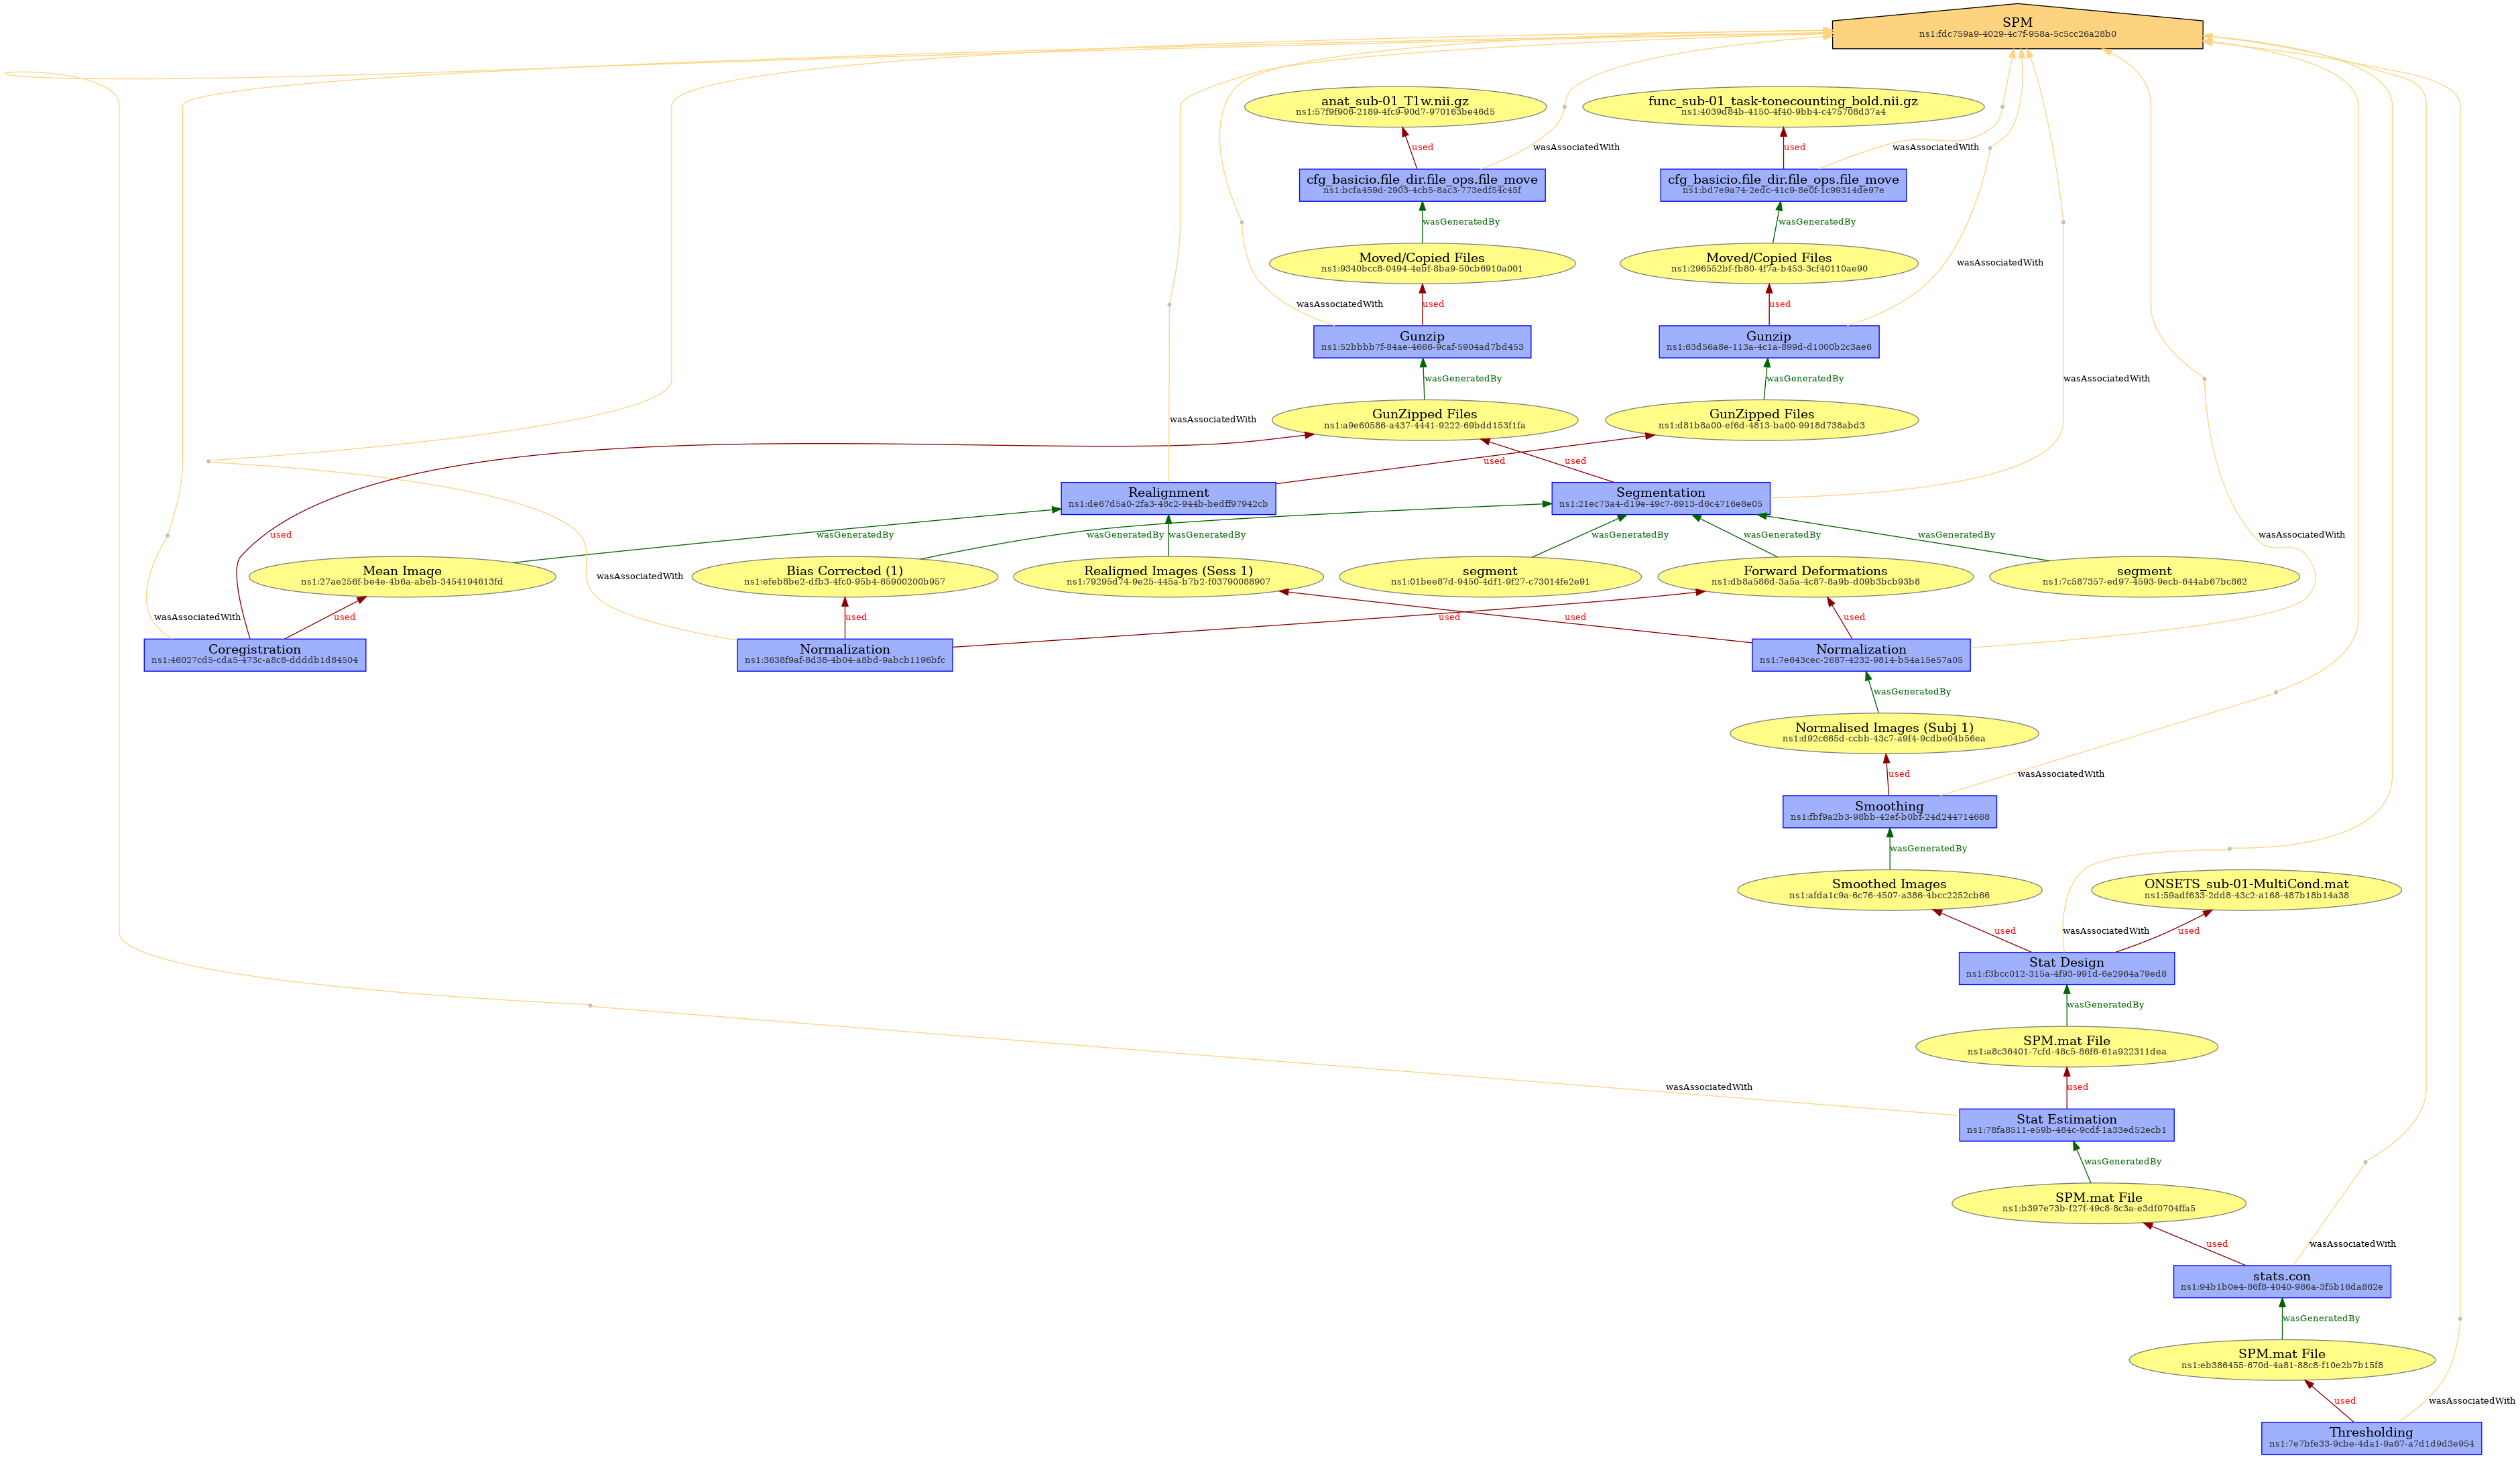 SPM
ns1:fdc759a9-4029-4c7f-958a-5c5cc26a28b0
anat_sub-01_T1w.nii.gz
ns1:57f9f906-2189-4fc9-90d7-970163be46d5
func_sub-01_task-tonecounting_bold.nii.gz
ns1:4039d84b-4150-4f40-9bb4-c475708d37a4
used
wasAssociatedWith
used
wasAssociatedWith
cfg_basicio.file_dir.file_ops.file_move
ns1:bcfa459d-2903-4cb5-8ac3-773edf54c45f
cfg_basicio.file_dir.file_ops.file_move
ns1:bd7e9a74-2edc-41c9-8e0f-1c99314de97e
wasGeneratedBy
wasGeneratedBy
Moved/Copied Files
ns1:9340bcc8-0494-4ebf-8ba9-50cb6910a001
Moved/Copied Files
ns1:296552bf-fb80-4f7a-b453-3cf40110ae90
wasAssociatedWith
wasAssociatedWith
used
used
Gunzip
ns1:52bbbb7f-84ae-4666-9caf-5904ad7bd453
Gunzip
ns1:63d56a8e-113a-4c1a-899d-d1000b2c3ae6
wasGeneratedBy
wasGeneratedBy
wasAssociatedWith
GunZipped Files
ns1:a9e60586-a437-4441-9222-69bdd153f1fa
GunZipped Files
ns1:d81b8a00-ef6d-4813-ba00-9918d738abd3
wasAssociatedWith
used
used
Realignment
ns1:de67d5a0-2fa3-48c2-944b-bedff97942cb
Segmentation
ns1:21ec73a4-d19e-49c7-8913-d6c4716e8e05
used
wasGeneratedBy
wasGeneratedBy
wasGeneratedBy
wasGeneratedBy
wasGeneratedBy
wasGeneratedBy
wasAssociatedWith
Mean Image
ns1:27ae256f-be4e-4b6a-abeb-3454194613fd
wasAssociatedWith
Bias Corrected (1)
ns1:efeb8be2-dfb3-4fc0-95b4-65900200b957
Realigned Images (Sess 1)
ns1:79295d74-9e25-445a-b7b2-f03790088907
segment
ns1:01bee87d-9450-4df1-9f27-c73014fe2e91
Forward Deformations
ns1:db8a586d-3a5a-4c87-8a9b-d09b3bcb93b8
segment
ns1:7c587357-ed97-4593-9ecb-644ab67bc862
wasAssociatedWith
used
used
used
used
used
Coregistration
ns1:46027cd5-cda5-473c-a8c8-ddddb1d84504
Normalization
ns1:3638f9af-8d38-4b04-a8bd-9abcb1196bfc
Normalization
ns1:7e643cec-2687-4232-9814-b54a15e57a05
wasGeneratedBy
Normalised Images (Subj 1)
ns1:d92c665d-ccbb-43c7-a9f4-9cdbe04b56ea
used
wasAssociatedWith
Smoothing
ns1:fbf9a2b3-98bb-42ef-b0bf-24d244714668
wasGeneratedBy
Smoothed Images
ns1:afda1c9a-6c76-4507-a386-4bcc2252cb66
ONSETS_sub-01-MultiCond.mat
ns1:59adf635-2dd8-43c2-a168-487b18b14a38
used
wasAssociatedWith
used
Stat Design
ns1:f3bcc012-315a-4f93-991d-6e2964a79ed8
wasGeneratedBy
SPM.mat File
ns1:a8c36401-7cfd-48c5-86f6-61a922311dea
wasAssociatedWith
used
Stat Estimation
ns1:78fa8511-e59b-484c-9cdf-1a33ed52ecb1
wasGeneratedBy
SPM.mat File
ns1:b397e73b-f27f-49c8-8c3a-e3df0704ffa5
used
wasAssociatedWith
stats.con
ns1:94b1b0e4-86f8-4040-986a-3f5b16da862e
wasGeneratedBy
SPM.mat File
ns1:eb386455-670d-4a81-88c8-f10e2b7b15f8
used
wasAssociatedWith
Thresholding
ns1:7e7bfe33-9cbe-4da1-9a67-a7d1d9d3e954